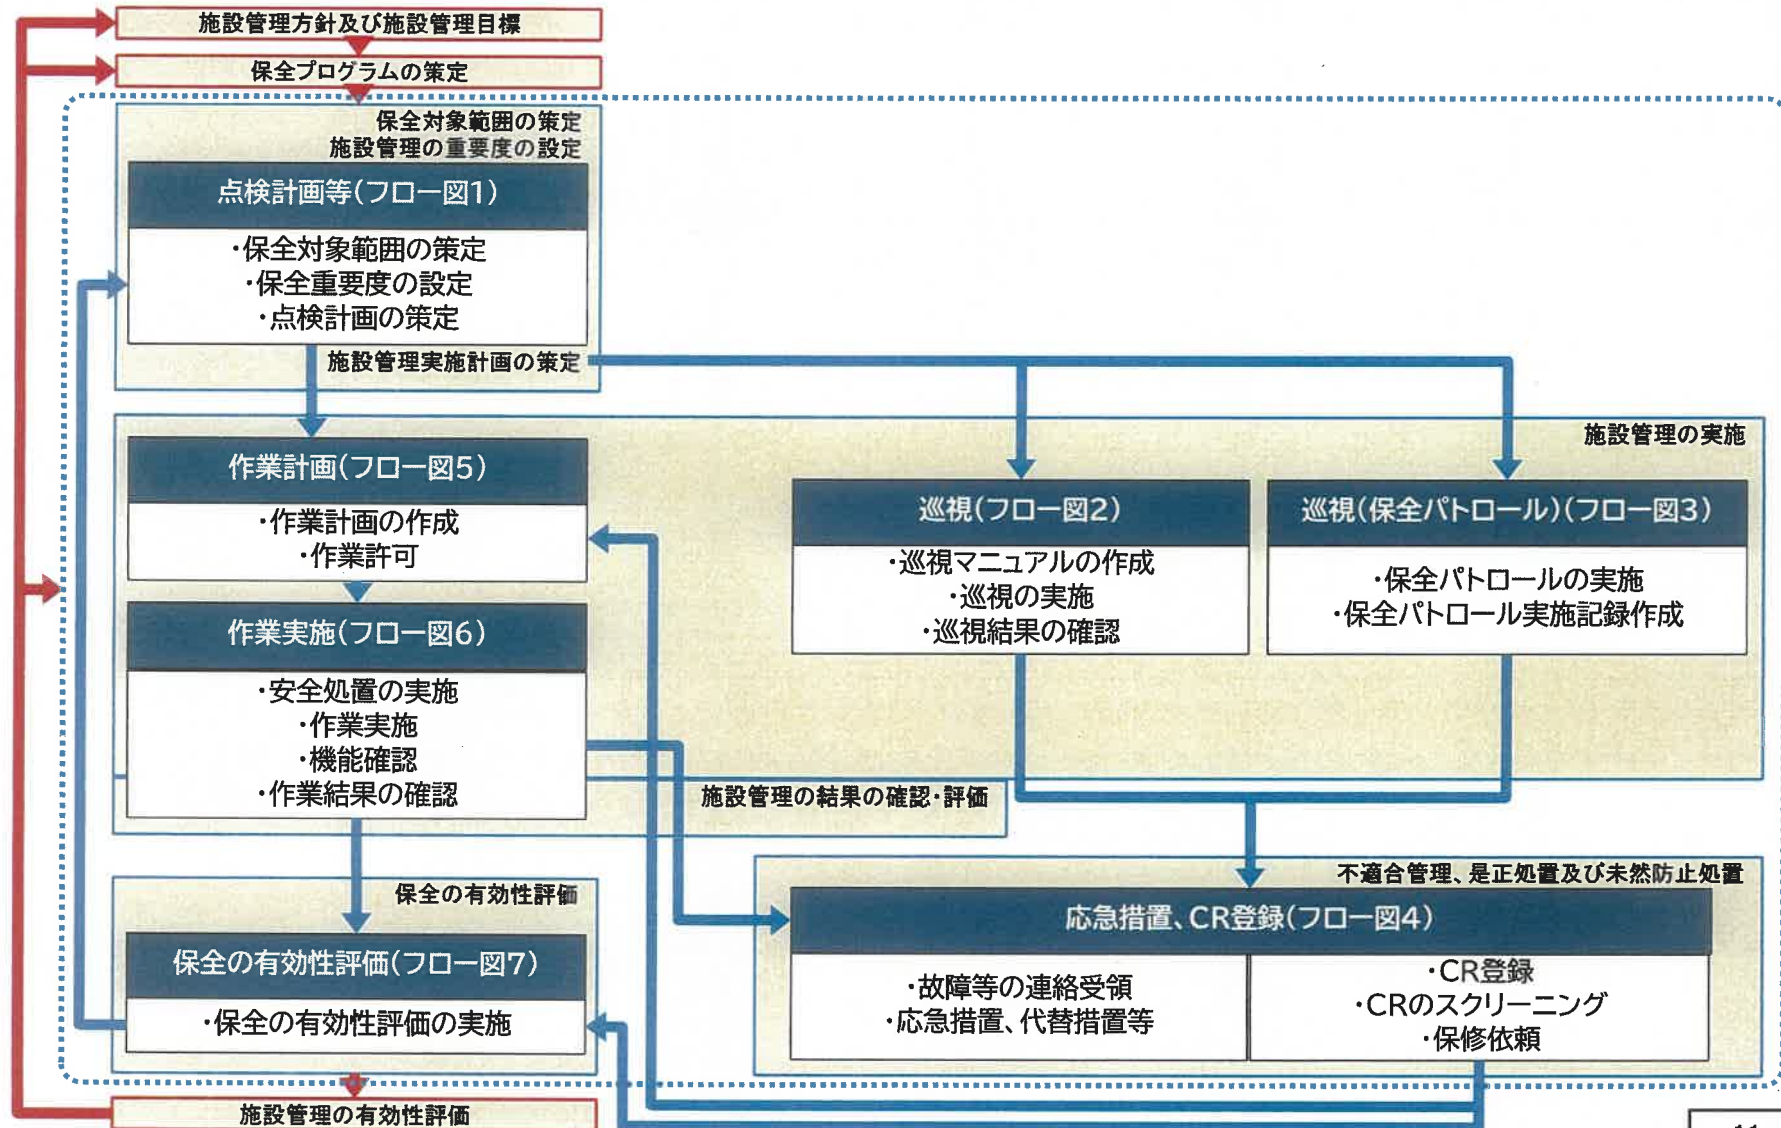 施設管理方針及び施設管理目標
保全プログラムの策定
保全対象範囲の策定
施設管理の重要度の設定
点検計画等(フロー図1)
・保全対象範囲の策定
・保全重要度の設定
・点検計画の策定
施設管理実施計画の策定
施設管理の実施
作業計画(フロー図5)
・作業計画の作成
・作業許可
作業実施(フロー図6)
・安全処置の実施
・作業実施
・機能確認
・作業結果の確認
巡視(フロー図2)
・巡視マニュアルの作成
・巡視の実施
・巡視結果の確認
巡視(保全パトロール)(フロー図3)
・保全パトロールの実施
・保全パトロール実施記録作成
施設管理の結果の確認・評価
不適合管理、是正処置及び未然防止処置
応急措置、CR登録(フロー図4)
・故障等の連絡受領
・応急措置、代替措置等
・CR登録
・CRのスクリーニング
・保修依頼
保全の有効性評価
保全の有効性評価(フロー図7)
・保全の有効性評価の実施
施設管理の有効性評価